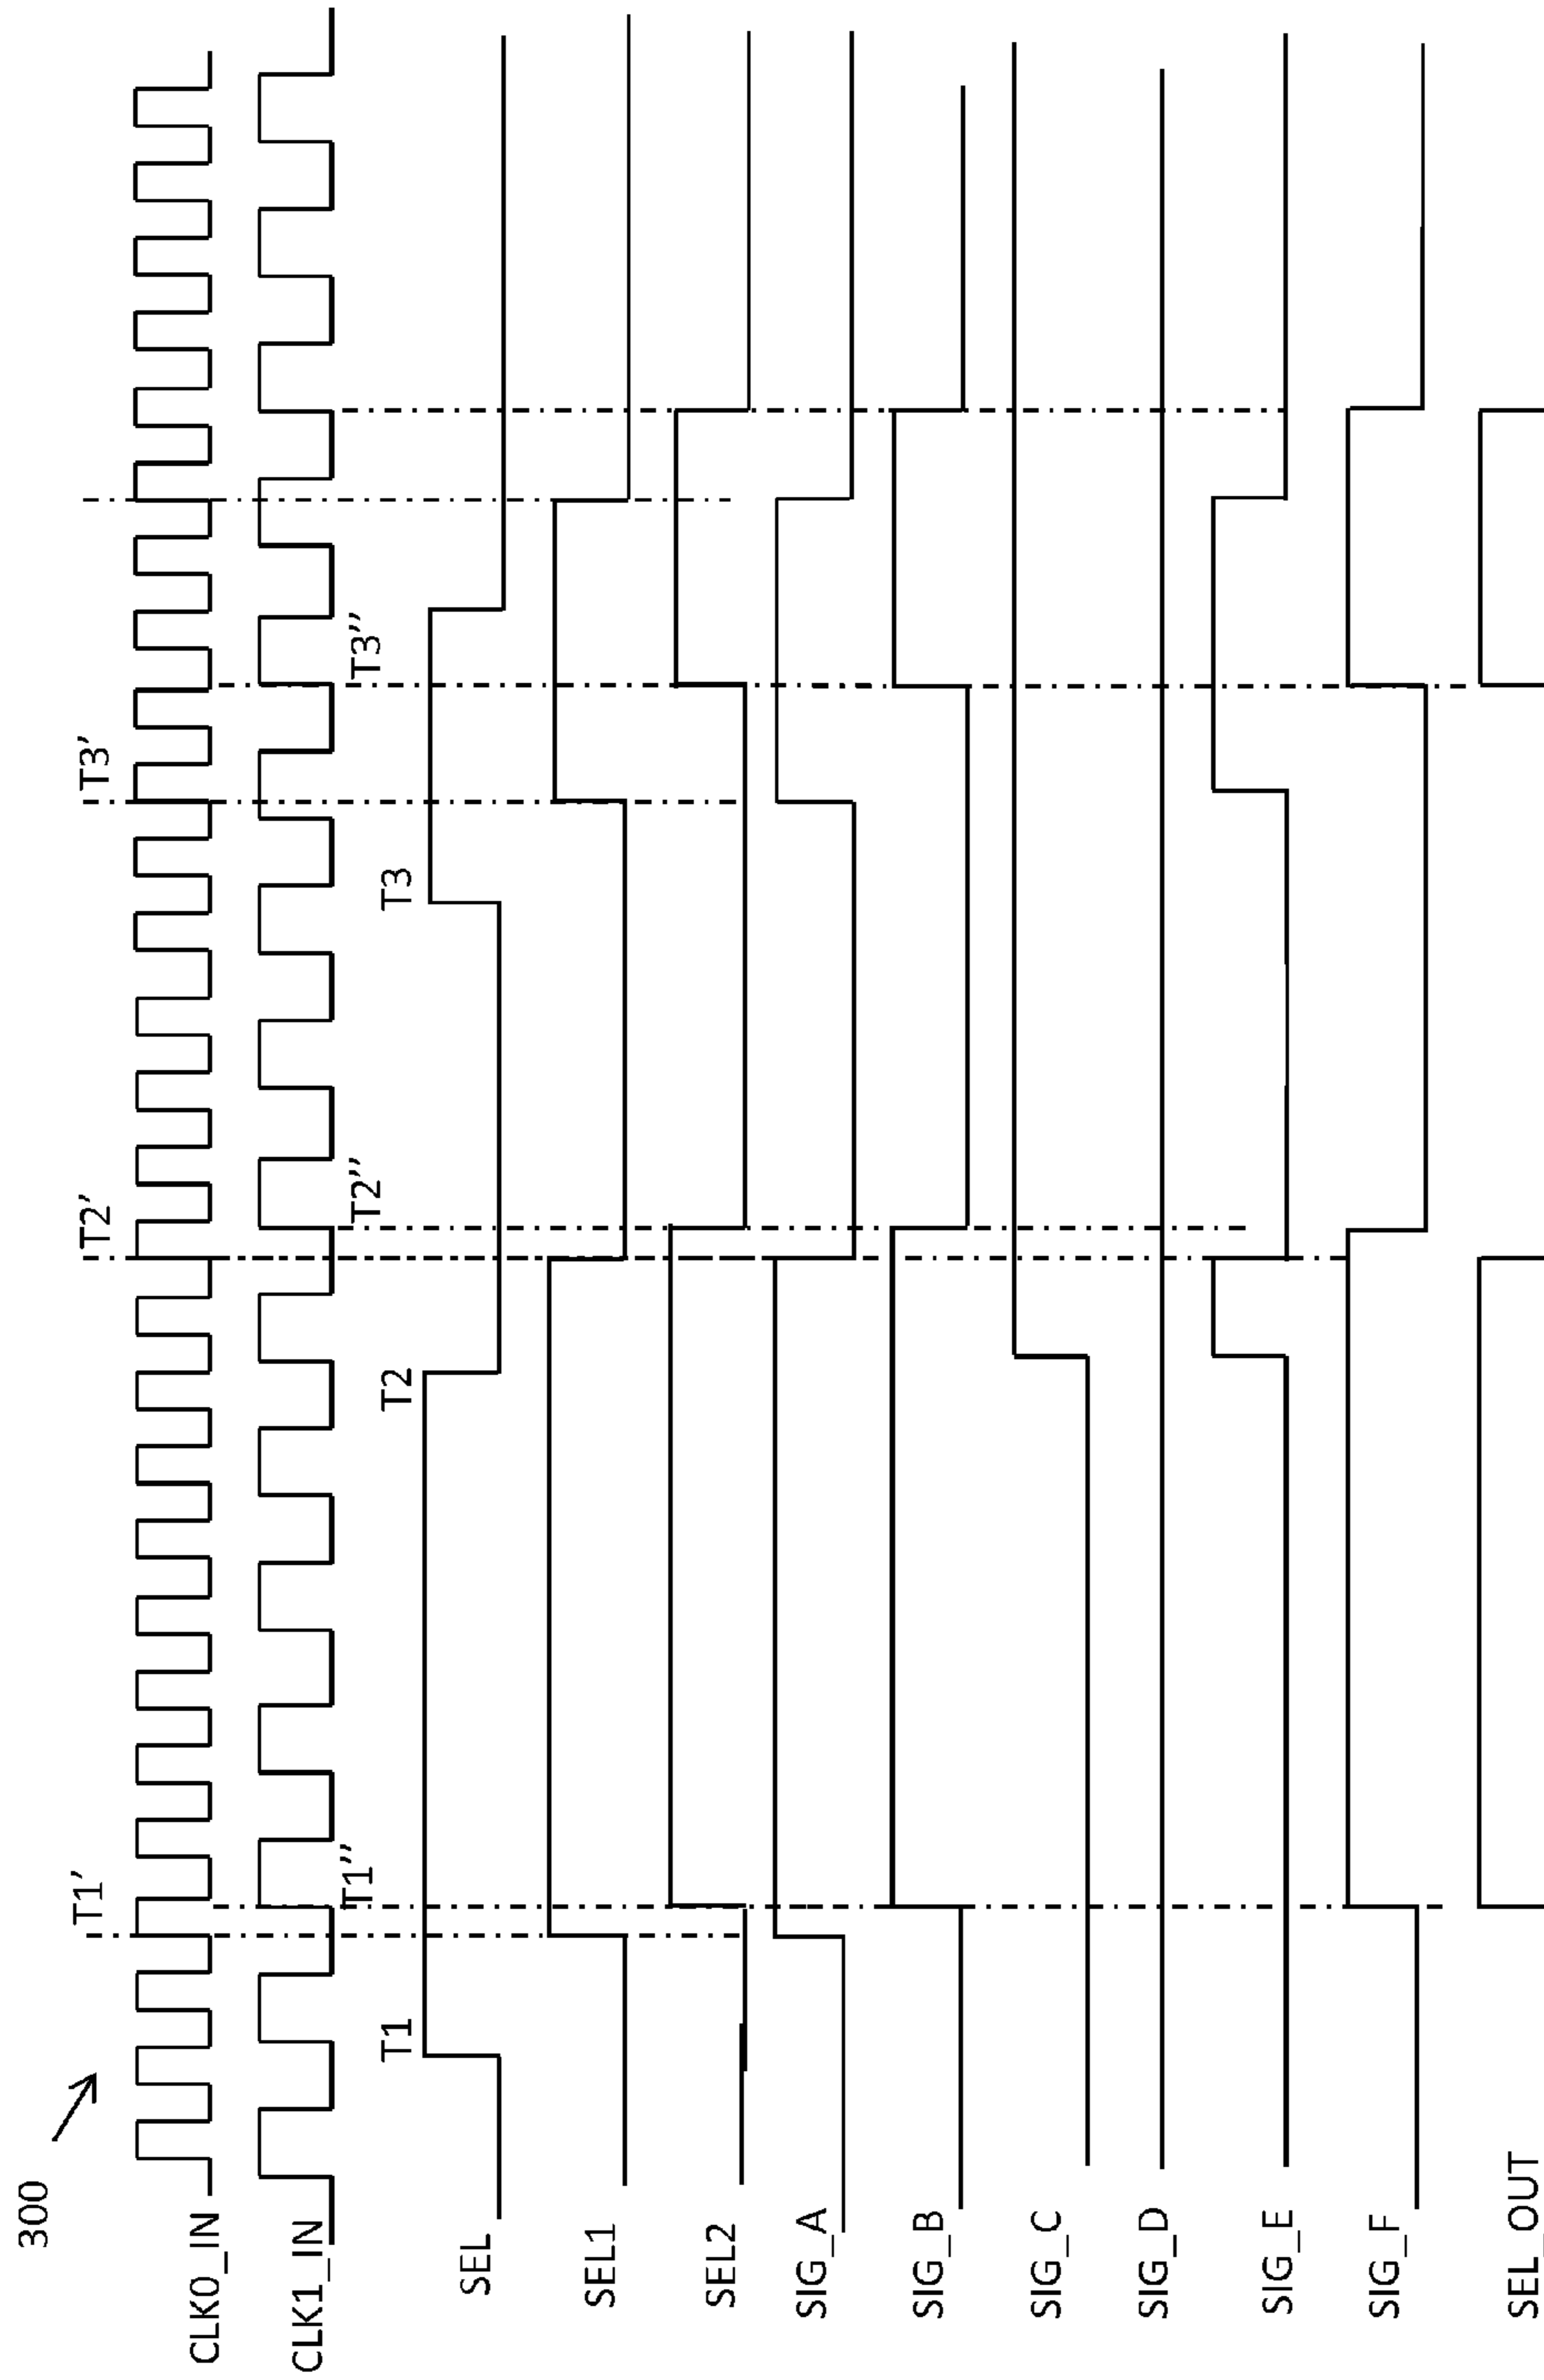 300
CLK0_IN
T1’
T2’
T3’
CLK1_IN
T1’’
T2’’
T3’’
SEL
T1
T2
T3
SEL1
SEL2
SIG_A
SIG_B
SIG_C
SIG_D
SIG_E
SIG_F
SEL_OUT